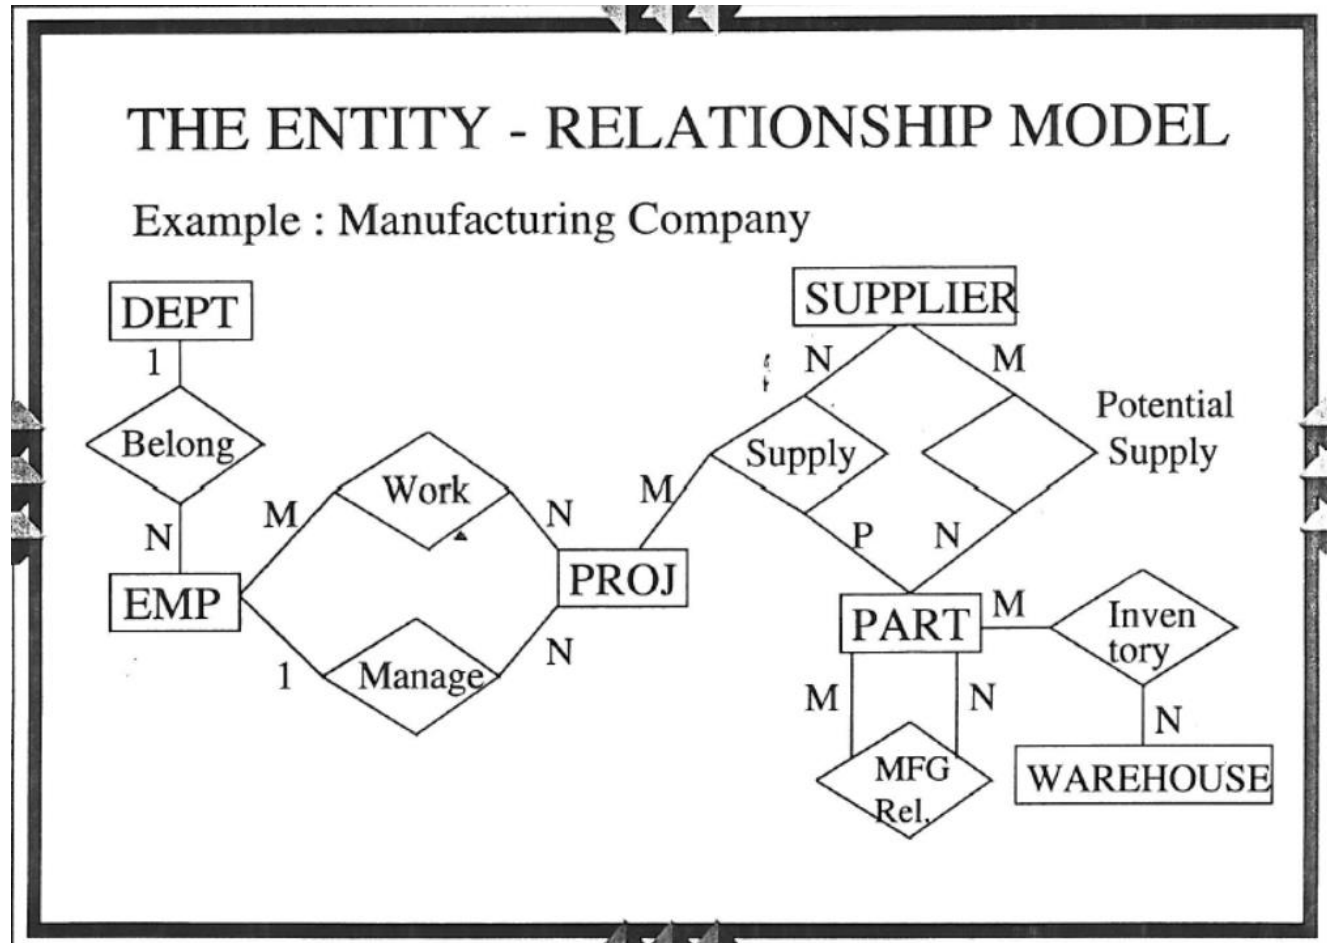 THE ENTITY - RELATIONSHIP MODEL
Example : Manufacturing Company
DEPT
1
Belong
N
EMP
M
Work
N
1
Manage
N
PROJ
M
SUPPLIER
N
M
Supply
Potential
Supply
P
N
PART
M
Inven
tory
N
WAREHOUSE
M
N
MFG
Rel.